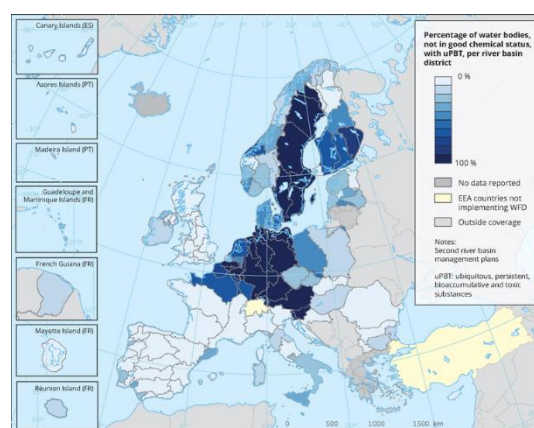 Canary Islands (ES)
Azores Islands (PT)
Madeira Island (PT)
Guadeloupe and
Martinique Islands (FR)
French Guiana (FR)
Mayotte Island (FR)
Réunion Island (FR)
Percentage of water bodies,
not in good chemical status,
with uPBT, per river basin
district
0 %
100 %
No data reported
EEA countries not
implementing WFD
Outside coverage
Notes:
Second river basin
management plans
uPBT: ubiquitous, persistent,
bioaccumulative and toxic
substances
0 500 1000 1500 km